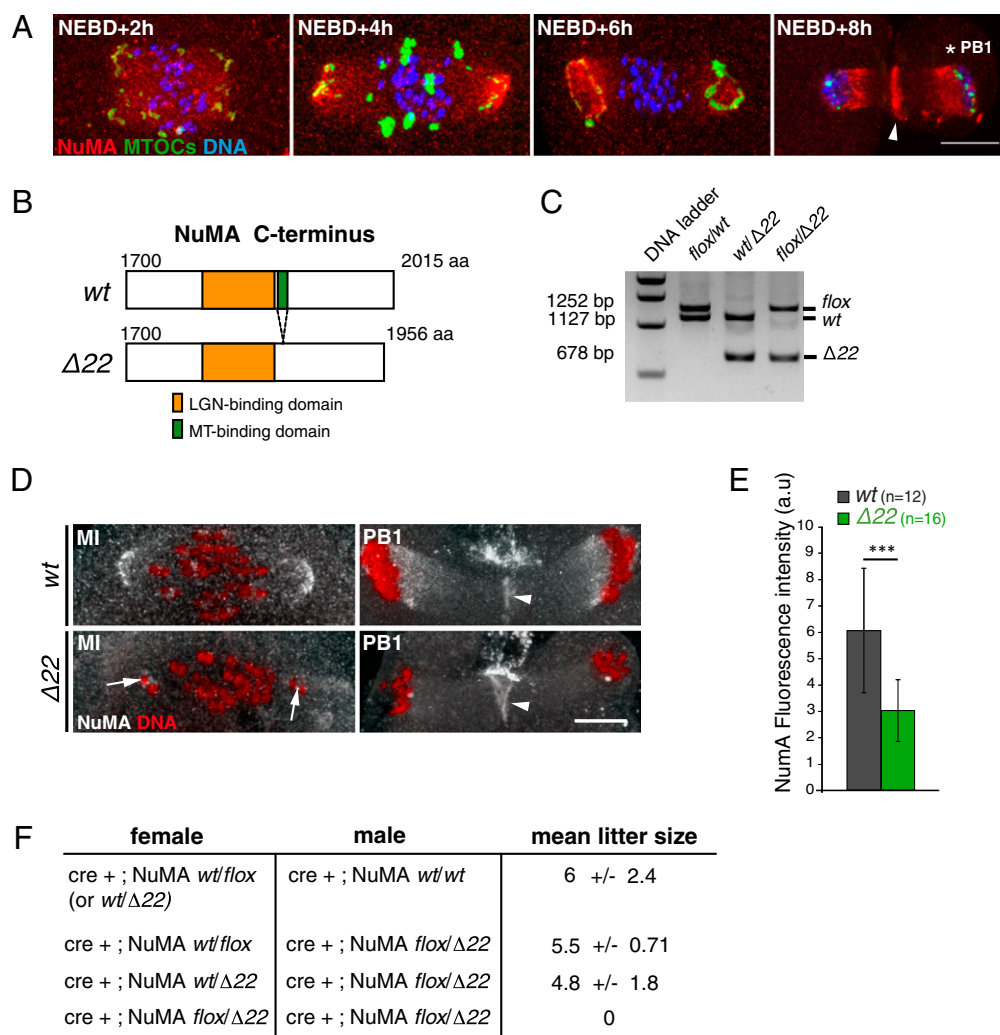 A
NEBD+2h
NEBD+4h
NEBD+6h
NEBD+8h
* PB1
NuMA MTOCs DNA
B
NuMA C-terminus
1700
2015 aa
wt
1700
1956 aa
Δ22
LGN-binding domain
MT-binding domain
C
DNA ladder
flox/wt
wt/Δ22
flox/Δ22
1252 bp
1127 bp
678 bp
flox
wt
Δ22
D
wt
MI
PB1
Δ22
MI
PB1
NuMA DNA
E
wt (n=12)
Δ22 (n=16)
NumA Fluorescence intensity (a.u)
10
9
8
7
6
5
4
3
2
1
0
***
F
female male mean litter size
cre + ; NuMA wt/flox cre + ; NuMA wt/wt 6 +/- 2.4
(or wt/Δ22)
cre + ; NuMA wt/flox cre + ; NuMA flox/Δ22 5.5 +/- 0.71
cre + ; NuMA wt/Δ22 cre + ; NuMA flox/Δ22 4.8 +/- 1.8
cre + ; NuMA flox/Δ22 cre + ; NuMA flox/Δ22 0